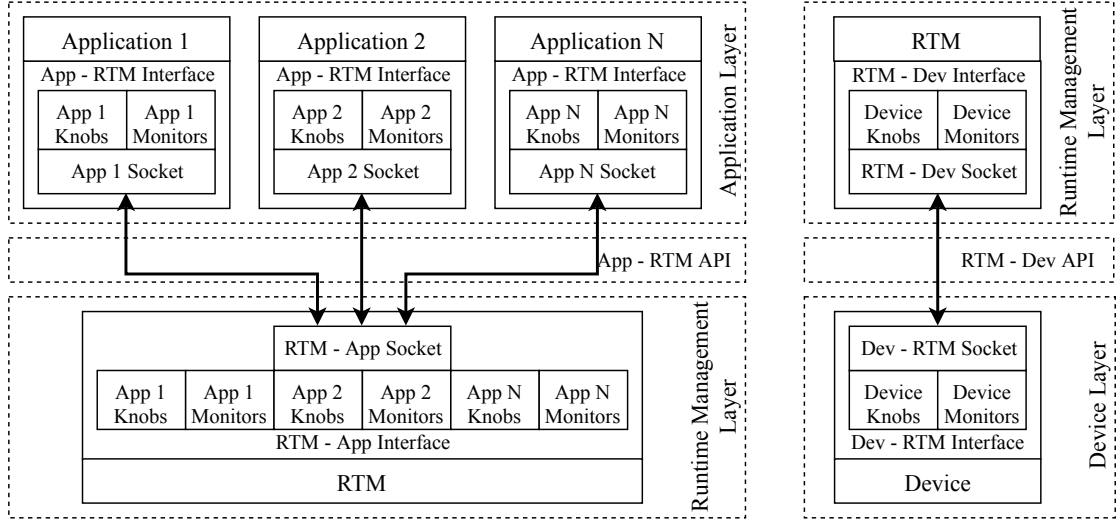 Application 1
App - RTM Interface
App 1
Knobs
App 1
Monitors
App 1 Socket
Application 2
App - RTM Interface
App 2
Knobs
App 2
Monitors
App 2 Socket
Application N
App - RTM Interface
App N
Knobs
App N
Monitors
App N Socket
Application Layer
App - RTM API
RTM - App Socket
App 1
Knobs
App 1
Monitors
App 2
Knobs
App 2
Monitors
App N
Knobs
App N
Monitors
RTM - App Interface
RTM
Runtime Management
Layer
RTM
RTM - Dev Interface
Device
Knobs
Device
Monitors
RTM - Dev Socket
Runtime Management
Layer
RTM - Dev API
Dev - RTM Socket
Device
Knobs
Device
Monitors
Dev - RTM Interface
Device
Device Layer